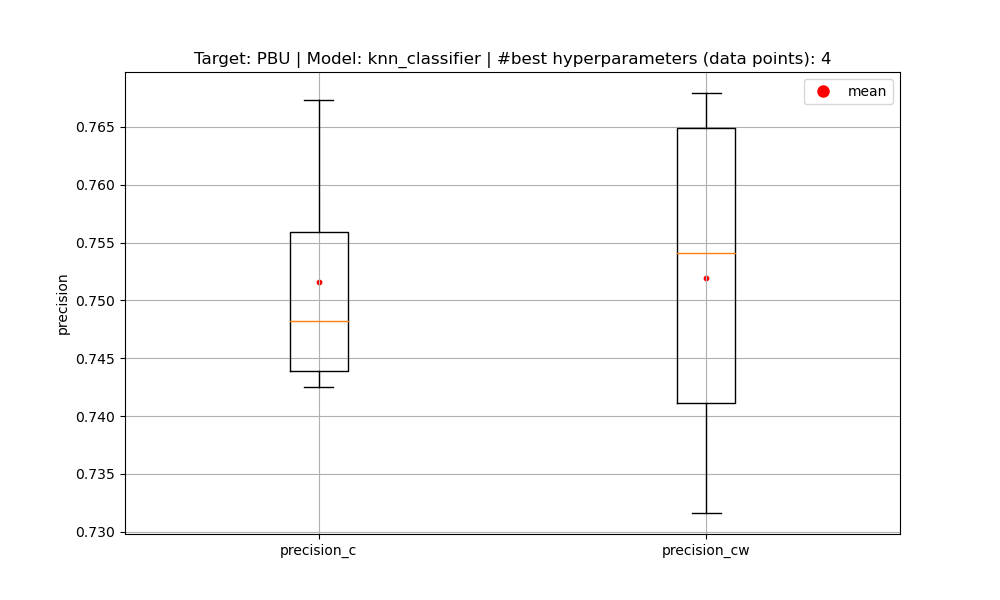 Target: PBU | Model: knn_classifier | #best hyperparameters (data points): 4
mean
0.765
0.760
0.755
0.750
0.745
0.740
0.735
0.730
precision
precision_c
precision_cw